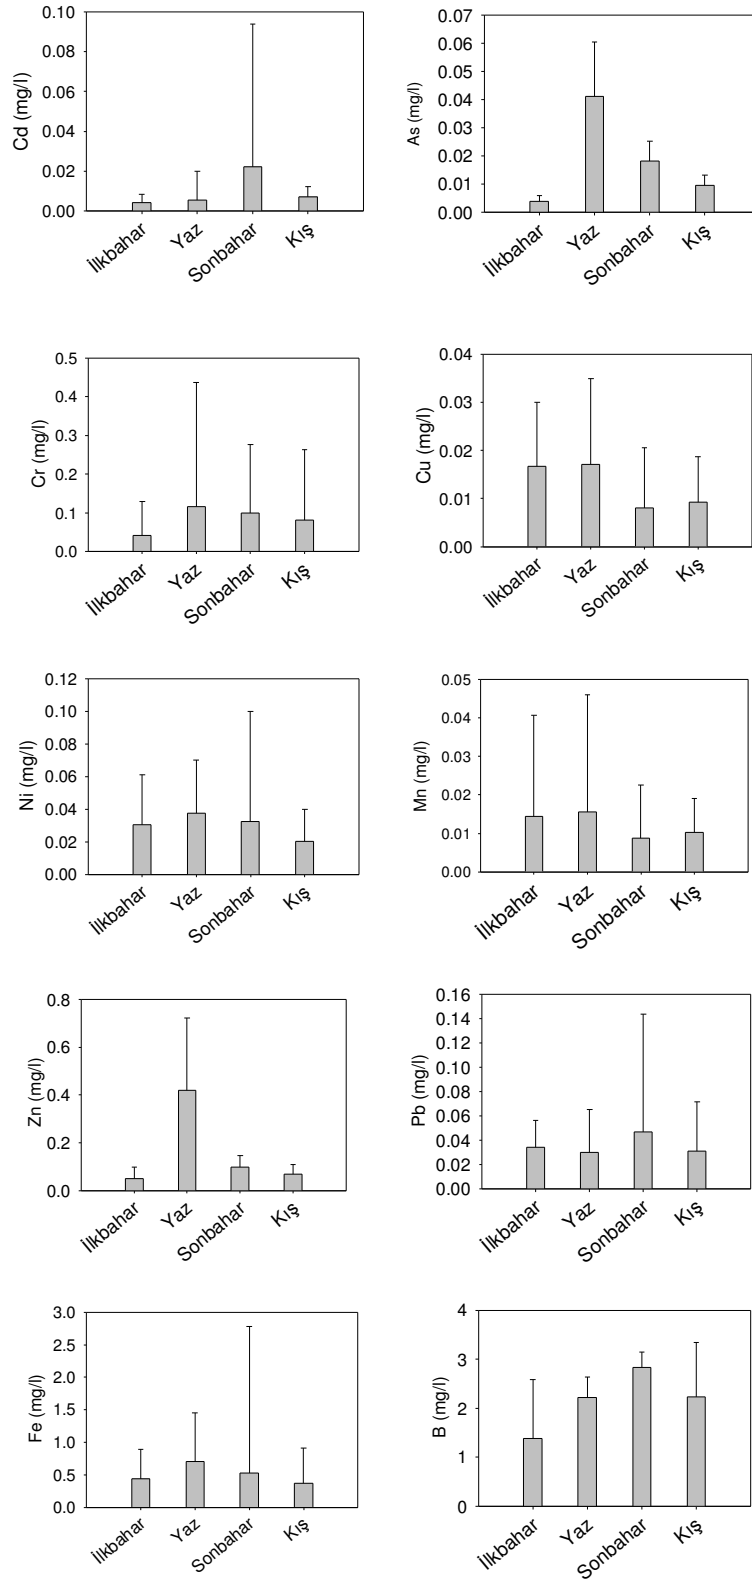 Cd (mg/l)
0.10
0.08
0.06
0.04
0.02
0.00
İlkbahar
Yaz
Sonbahar
Kış
As (mg/l)
0.07
0.06
0.05
0.04
0.03
0.02
0.01
0.00
İlkbahar
Yaz
Sonbahar
Kış
Cr (mg/l)
0.5
0.4
0.3
0.2
0.1
0.0
İlkbahar
Yaz
Sonbahar
Kış
Cu (mg/l)
0.04
0.03
0.02
0.01
0.00
İlkbahar
Yaz
Sonbahar
Kış
Ni (mg/l)
0.12
0.10
0.08
0.06
0.04
0.02
0.00
İlkbahar
Yaz
Sonbahar
Kış
Mn (mg/l)
0.05
0.04
0.03
0.02
0.01
0.00
İlkbahar
Yaz
Sonbahar
Kış
Zn (mg/l)
0.8
0.6
0.4
0.2
0.0
İlkbahar
Yaz
Sonbahar
Kış
Pb (mg/l)
0.16
0.14
0.12
0.10
0.08
0.06
0.04
0.02
0.00
İlkbahar
Yaz
Sonbahar
Kış
Fe (mg/l)
3.0
2.5
2.0
1.5
1.0
0.5
0.0
İlkbahar
Yaz
Sonbahar
Kış
B (mg/l)
4
3
2
1
0
İlkbahar
Yaz
Sonbahar
Kış